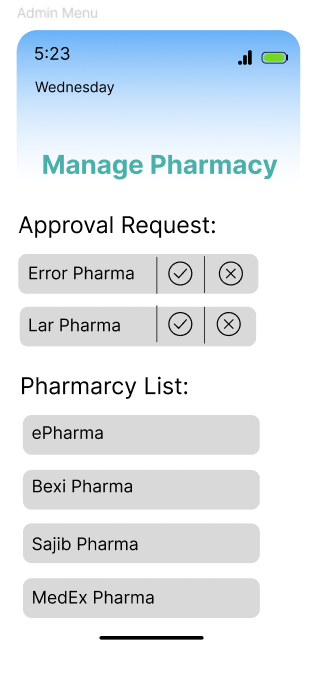 Admin Menu
5:23
Wednesday
Manage Pharmacy
Approval Request:
Error Pharma
Lar Pharma
Pharmarcy List:
ePharma
Bexi Pharma
Sajib Pharma
MedEx Pharma